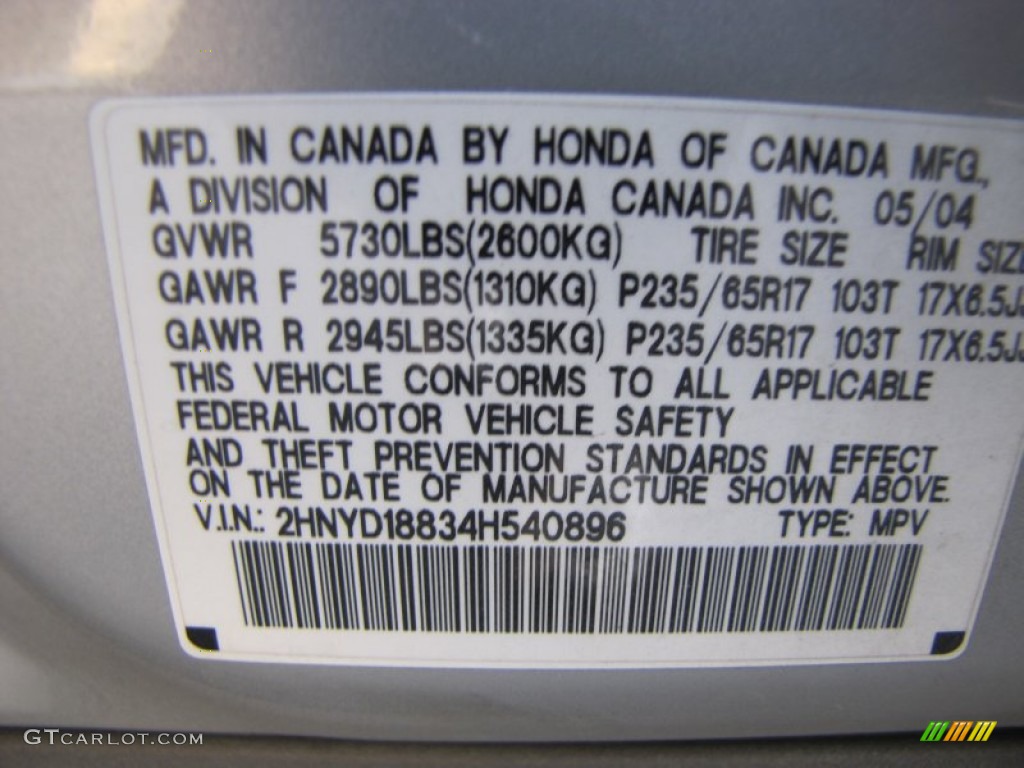 MFD. IN CANADA BY HONDA OF CANADA MFG.,
A DIVISION OF HONDA CANADA INC. 05/04
GVWR 5730LBS(2600KG) TIRE SIZE RIM SIZE
GAWR F 2890LBS(1310KG) P235/65R17 103T 17X6.5JJ
GAWR R 2945LBS(1335KG) P235/65R17 103T 17X6.5JJ
THIS VEHICLE CONFORMS TO ALL APPLICABLE
FEDERAL MOTOR VEHICLE SAFETY
AND THEFT PREVENTION STANDARDS IN EFFECT
ON THE DATE OF MANUFACTURE SHOWN ABOVE.
V.I.N.: 2HNYD18834H540896 TYPE: MPV
GTCARLOT.COM